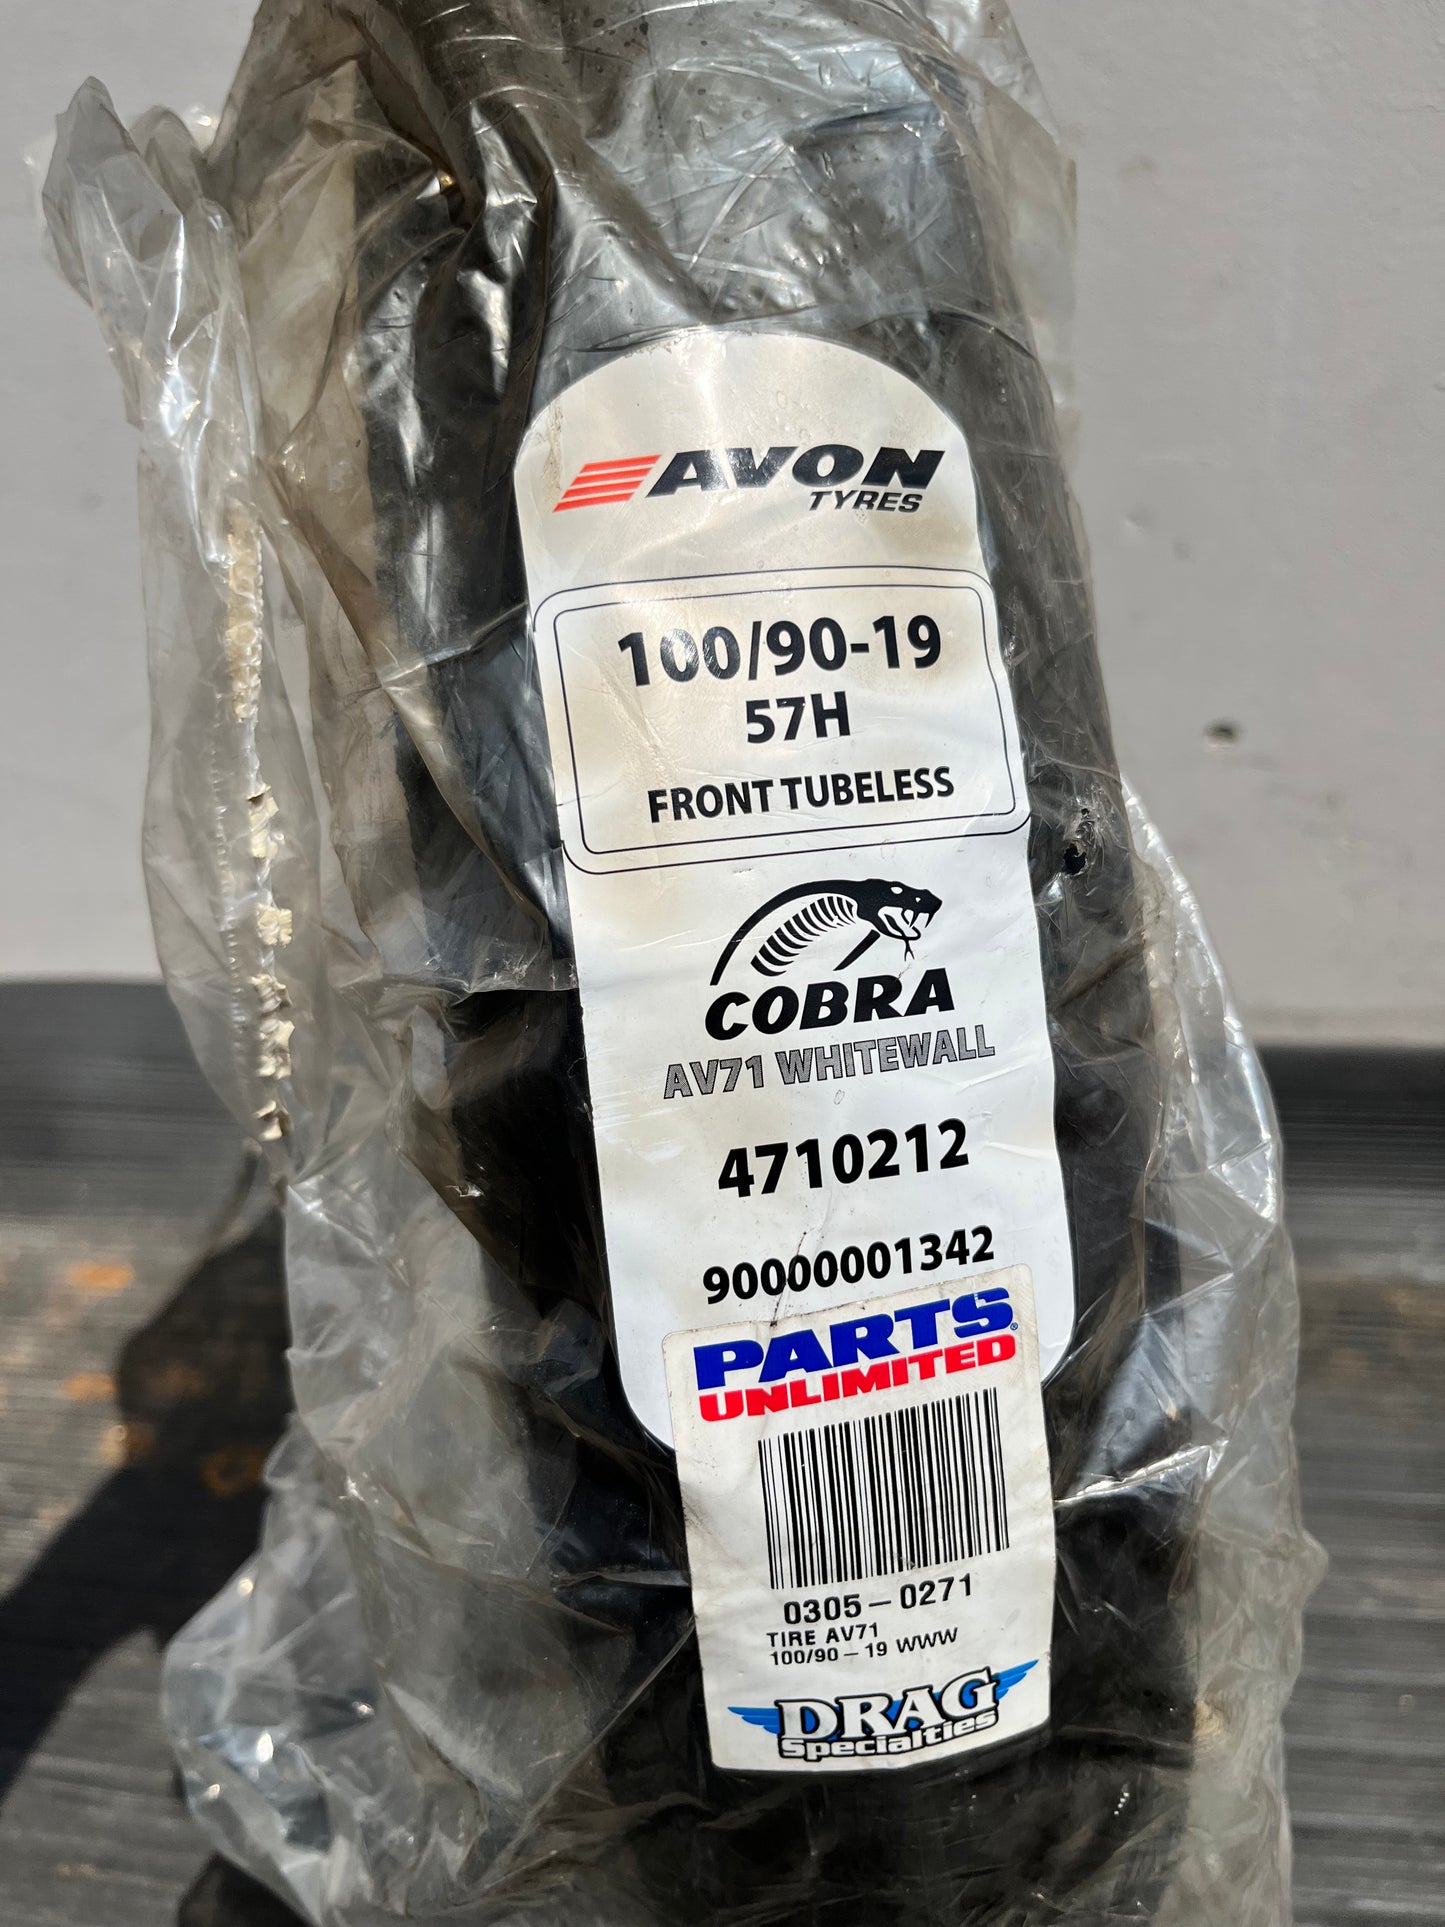 AVON
TYRES
100/90-19
57H
FRONT TUBELESS
COBRA
AV71 WHITEWALL
4710212
90000001342
PARTS
UNLIMITED®
0305-0271
TIRE AV71
100/90-19 WWW
DRAG
Specialties